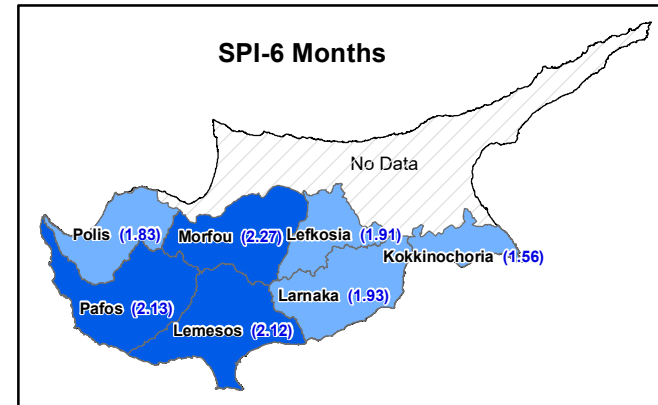 SPI-6 Months
No Data
Polis (1.83)
Morfou (2.27)
Lefkosia (1.91)
Kokkinochoria (1.56)
Pafos (2.13)
Larnaka (1.93)
Lemesos (2.12)